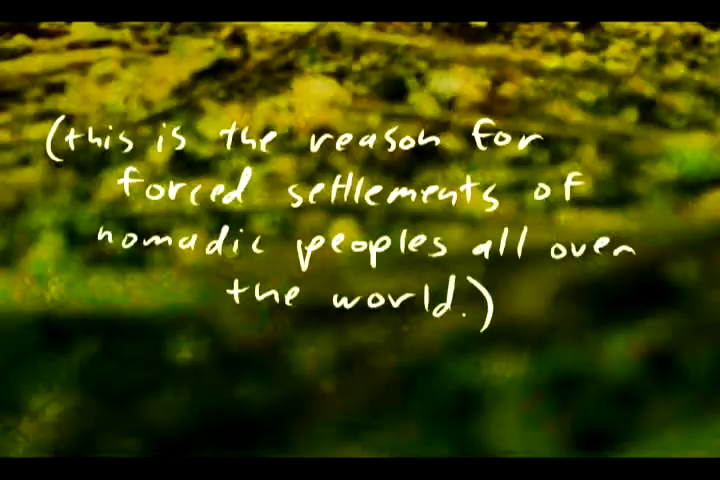 (this is the reason for
forced settlements of
nomadic peoples all over
the world.)